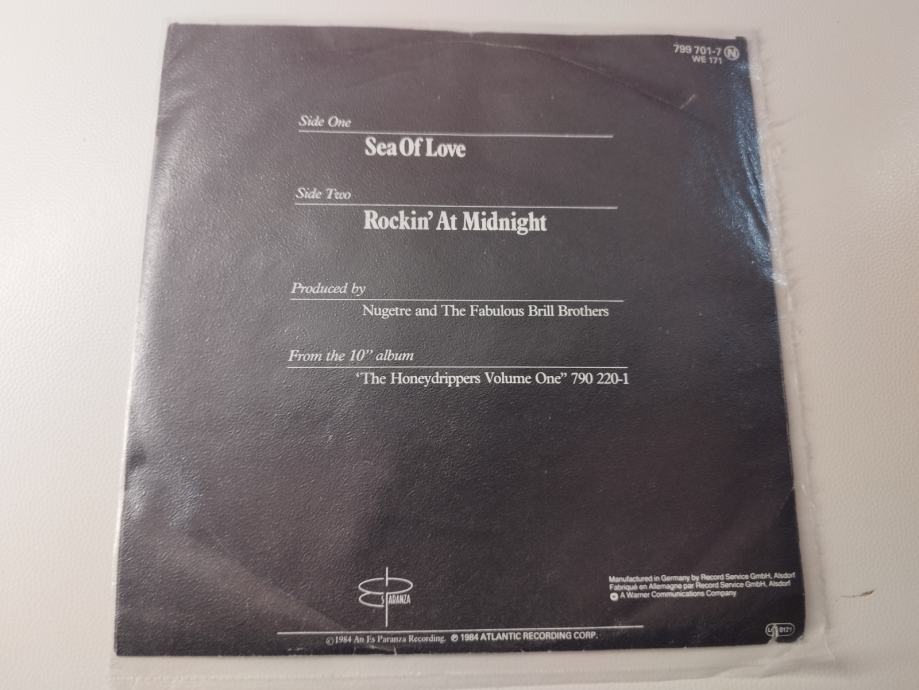 799 701-7 N
WE 171
Side One
Sea Of Love
Side Two
Rockin' At Midnight
Produced by
Nugetre and The Fabulous Brill Brothers
From the 10” album
‘The Honeydrippers Volume One” 790 220-1
ES PARANZA
Manufactured in Germany by Record Service GmbH, Alsdorf
Fabriqué en Allemagne par Record Service GmbH, Alsdorf
A Warner Communications Company
©1984 An Es Paranza Recording. ℗ 1984 ATLANTIC RECORDING CORP.